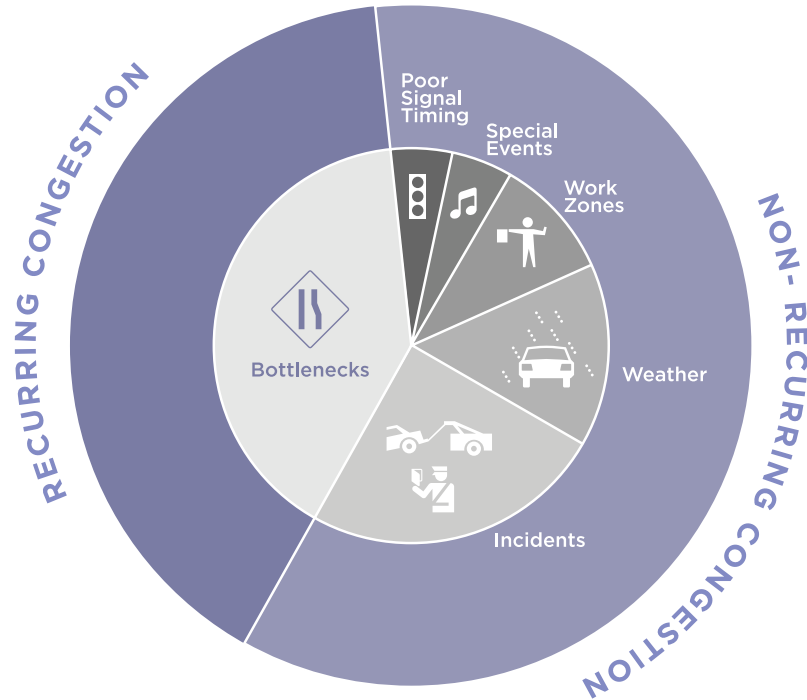 RECURRING CONGESTION
Poor
Signal
Timing
Special
Events
Work
Zones
Bottlenecks
Weather
Incidents
NON- RECURRING CONGESTION